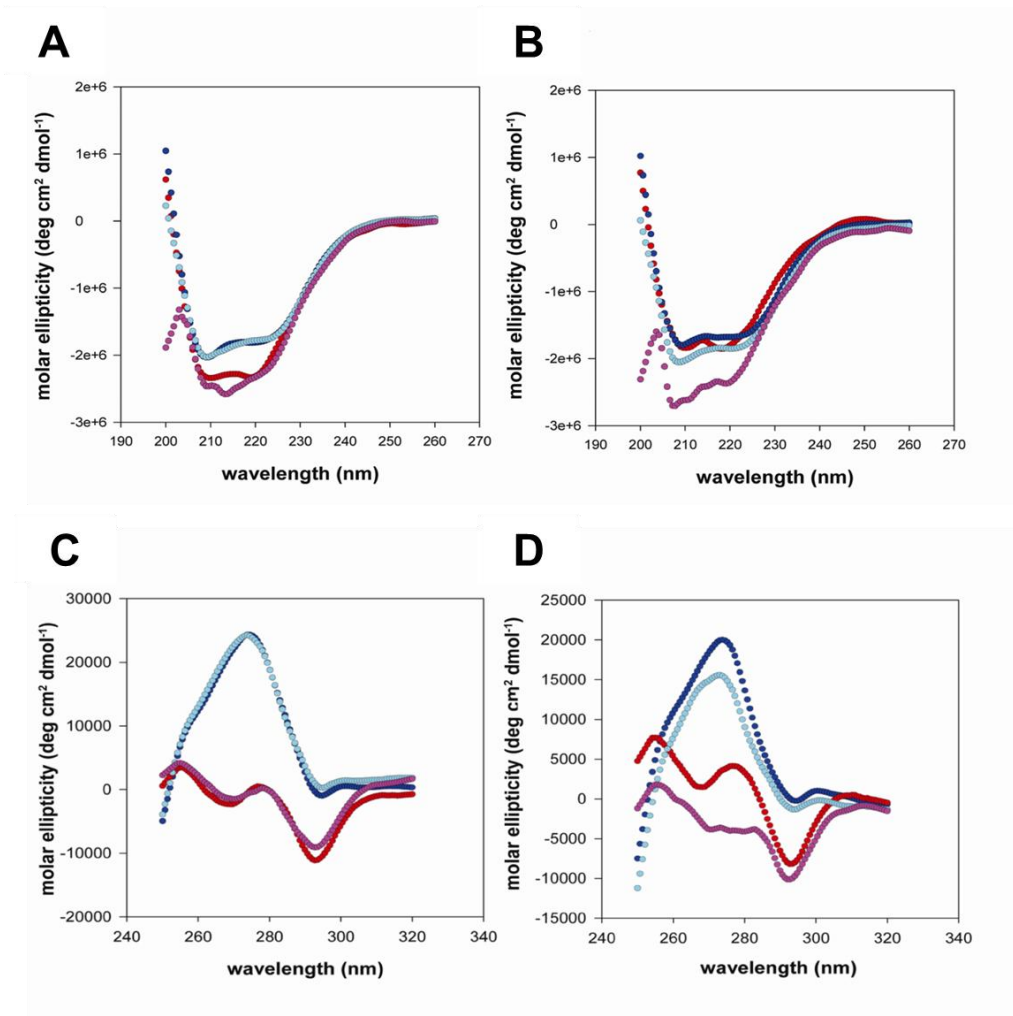 A
B
molar ellipticity (deg cm² dmol⁻¹)
2e+6
1e+6
0
-1e+6
-2e+6
-3e+6
190 200 210 220 230 240 250 260 270
wavelength (nm)
molar ellipticity (deg cm² dmol⁻¹)
2e+6
1e+6
0
-1e+6
-2e+6
-3e+6
190 200 210 220 230 240 250 260 270
wavelength (nm)
C
D
molar ellipticity (deg cm² dmol⁻¹)
30000
20000
10000
0
-10000
-20000
240 260 280 300 320 340
wavelength (nm)
molar ellipticity (deg cm² dmol⁻¹)
25000
20000
15000
10000
5000
0
-5000
-10000
-15000
240 260 280 300 320 340
wavelength (nm)